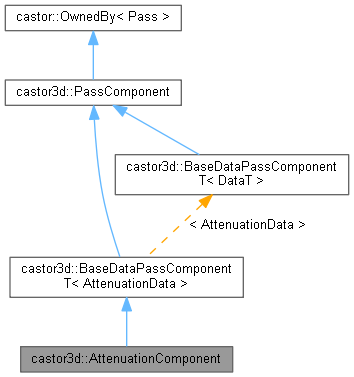 castor::OwnedBy< Pass >
castor3d::PassComponent
castor3d::BaseDataPassComponent
T< DataT >
< AttenuationData >
castor3d::BaseDataPassComponent
T< AttenuationData >
castor3d::AttenuationComponent